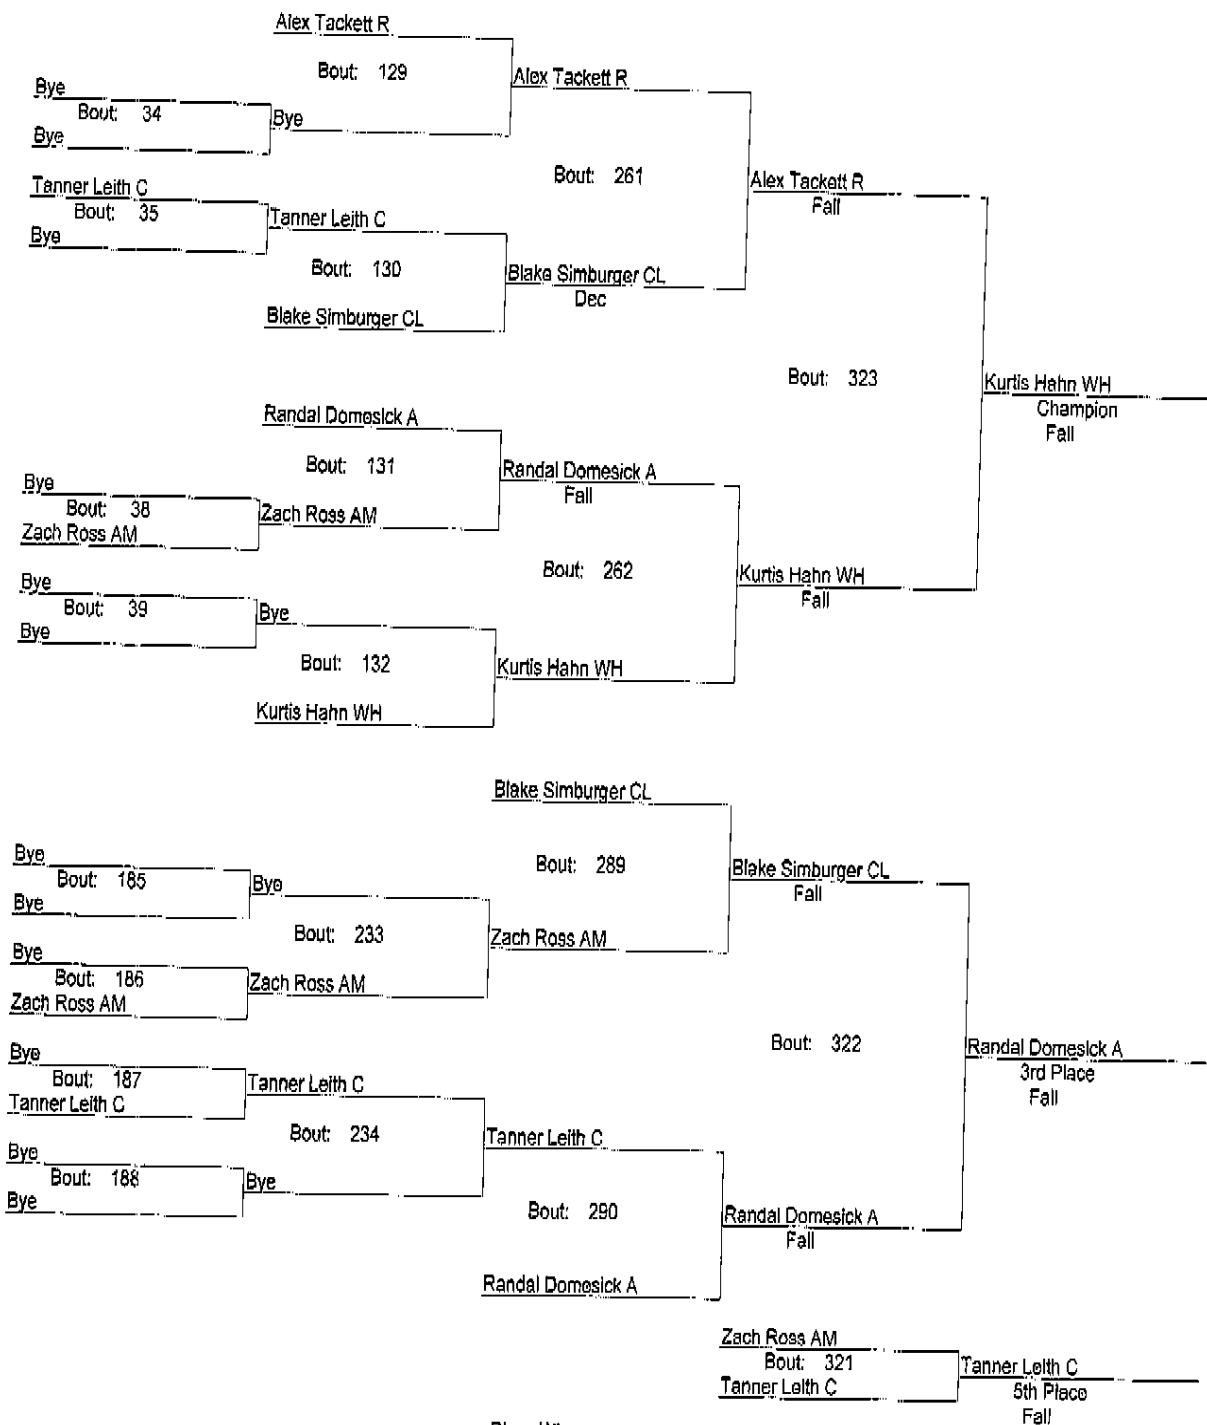 Alex Tackett R
Bout: 129
Alex Tackett R
Bye
Bout: 34
Bye
Bye
Bout: 261
Alex Tackett R
Fall
Tanner Leith C
Bout: 35
Tanner Leith C
Bye
Bout: 130
Blake Simburger CL
Dec
Blake Simburger CL
Bout: 323
Kurtis Hahn WH
Champion
Fall
Randal Domesick A
Bout: 131
Randal Domesick A
Fall
Bye
Bout: 38
Zach Ross AM
Zach Ross AM
Bout: 262
Kurtis Hahn WH
Fall
Bye
Bout: 39
Bye
Bye
Bout: 132
Kurtis Hahn WH
Kurtis Hahn WH
Blake Simburger CL
Bout: 289
Blake Simburger CL
Fall
Bye
Bout: 185
Bye
Bye
Bout: 233
Zach Ross AM
Bye
Bout: 186
Zach Ross AM
Zach Ross AM
Bout: 322
Randal Domesick A
3rd Place
Fall
Bye
Bout: 187
Tanner Leith C
Tanner Leith C
Bout: 234
Tanner Leith C
Bye
Bout: 188
Bye
Bye
Bout: 290
Randal Domesick A
Fall
Randal Domesick A
Zach Ross AM
Bout: 321
Tanner Leith C
Tanner Leith C
5th Place
Fall